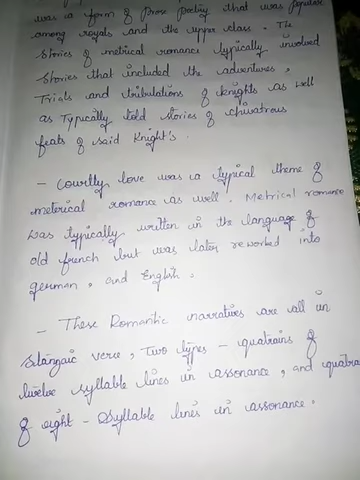 was a form of Prose Poetry that was popular
among royals and the upper class. The
stories of metrical romance typically involved
stories that included the adventures,
Trials and tribulations of knights as well
as Typically told stories of chivalrous
feats of said Knight's.
- Courtly love was a typical theme of
meterical romance as well. Metrical romance
was typically written in the language of
old french but was later reworked into
german, and English.
- These Romantic narratives are all in
stanzaic verse, Two types - quatrains of
twelve syllable lines in assonance, and quatra
of eight - syllable lines in assonance.